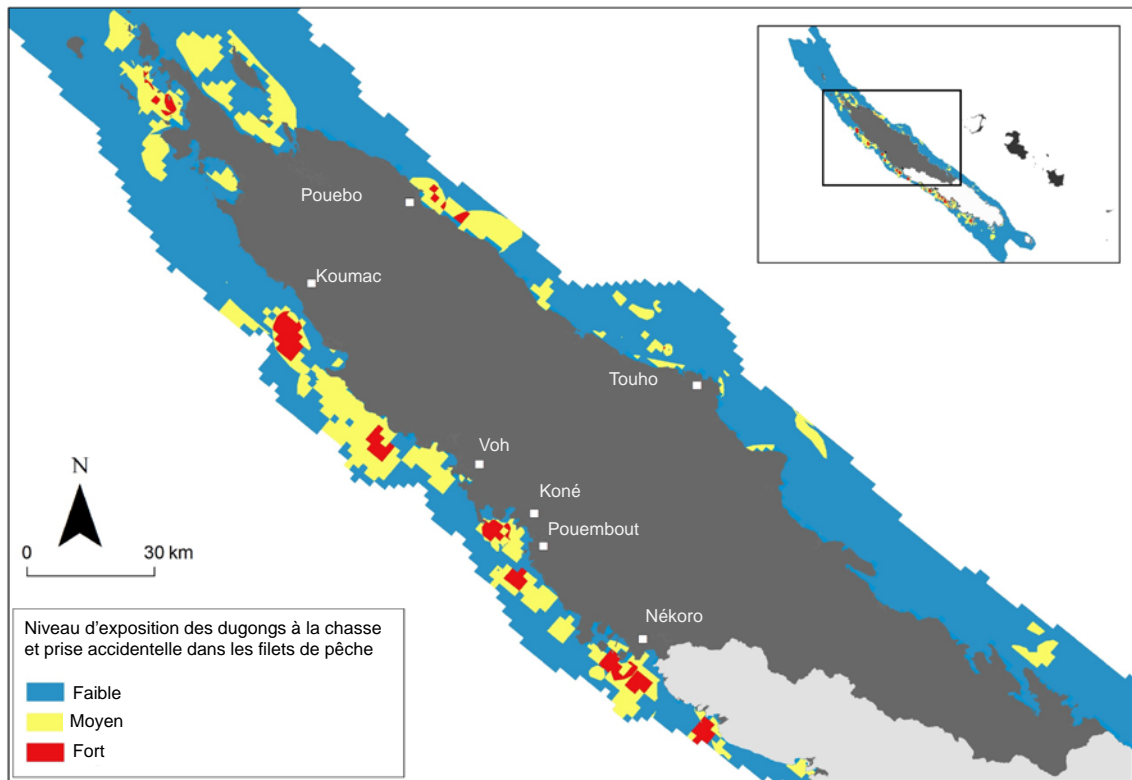 Pouebo
Koumac
Touho
Voh
Koné
Pouembout
Nékoro
N
0 30 km
Niveau d'exposition des dugongs à la chasse
et prise accidentelle dans les filets de pêche
Faible
Moyen
Fort